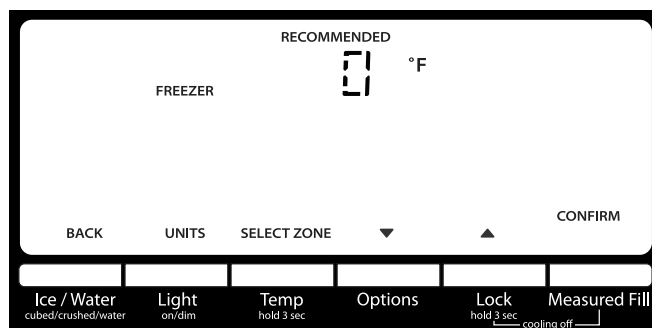 RECOMMENDED
0 °F
FREEZER
CONFIRM
BACK UNITS SELECT ZONE ▼ ▲
Ice / Water Light Temp Options Lock Measured Fill
cubed/crushed/water on/dim hold 3 sec hold 3 sec
cooling off